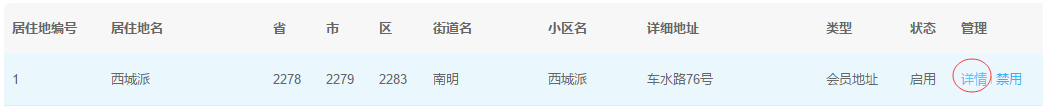 居住地编号 居住地名 省 市 区 街道名 小区名 详细地址 类型 状态 管理
1 西城派 2278 2279 2283 南明 西城派 车水路76号 会员地址 启用 详情 禁用